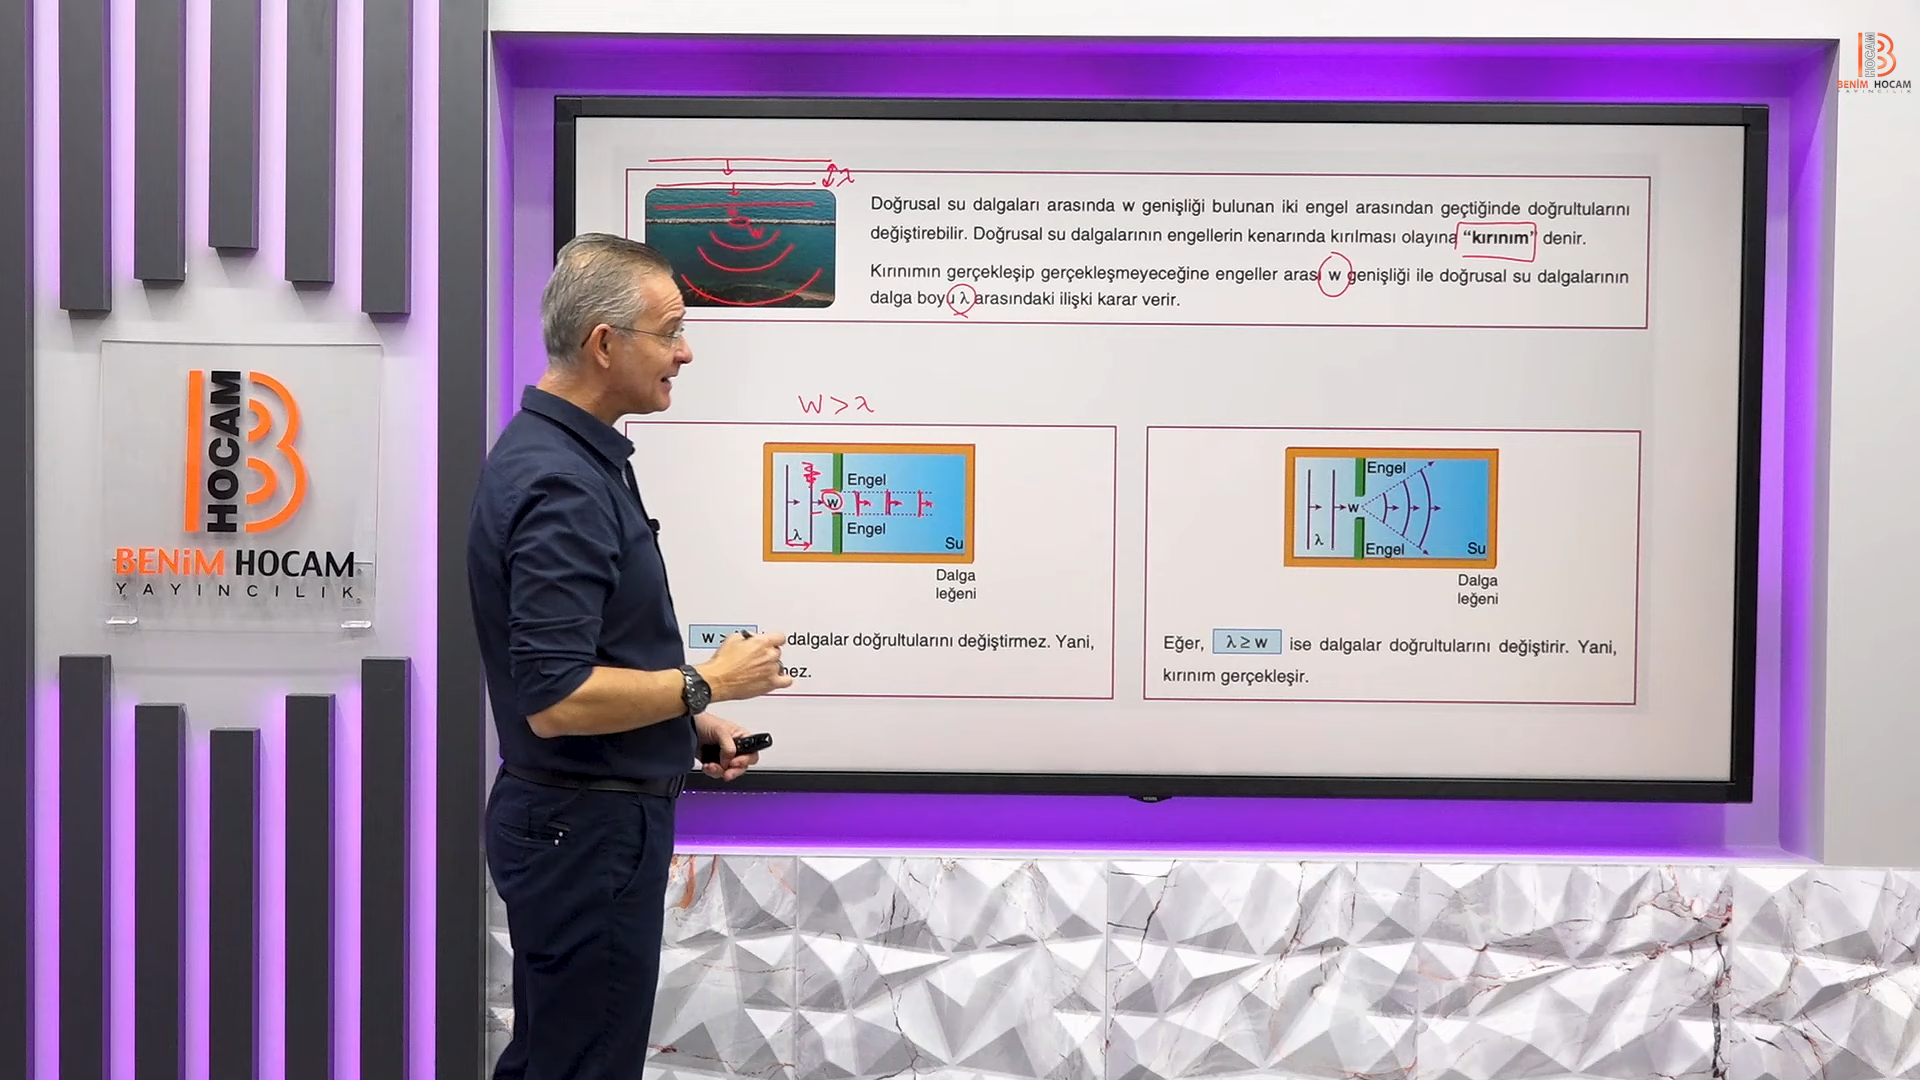 HOCAM
BENİM HOCAM
YAYINCILIK
λ
w
Doğrusal su dalgaları arasında w genişliği bulunan iki engel arasından geçtiğinde doğrultularını
değiştirebilir. Doğrusal su dalgalarının engellerin kenarında kırılması olayına “kırınım” denir.
Kırınımın gerçekleşip gerçekleşmeyeceğine engeller arası w genişliği ile doğrusal su dalgalarının
dalga boyu λ arasındaki ilişki karar verir.
W > λ
Engel
w
Engel
λ
Su
Dalga
leğeni
w >
dalgalar doğrultularını değiştirmez. Yani,
Engel
w
Engel
λ
Su
Dalga
leğeni
Eğer, λ ≥ w ise dalgalar doğrultularını değiştirir. Yani,
kırınım gerçekleşir.
HOCAM
BENİM HOCAM
YAYINCILIK